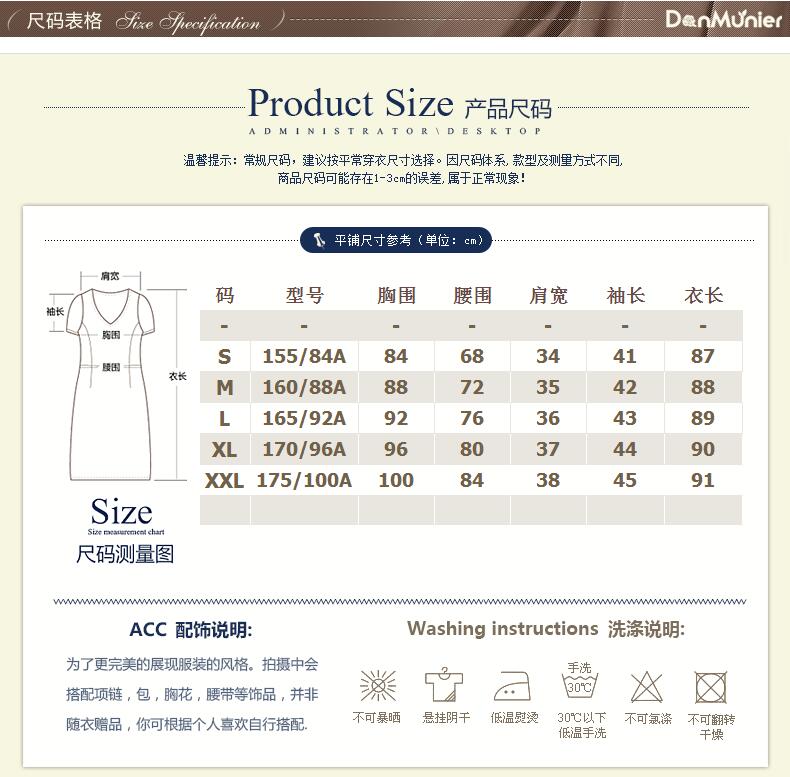 尺码表格 Size Specification
DanMunier
Product Size 产品尺码
ADMINISTRATOR\DESKTOP
温馨提示: 常规尺码，建议按平常穿衣尺寸选择。因尺码体系, 款型及测量方式不同,
商品尺码可能存在1-3cm的误差, 属于正常现象!
平铺尺寸参考（单位: cm）
肩宽
袖长
胸围
腰围
衣长
Size
Size measurement chart
尺码测量图
码 型号 胸围 腰围 肩宽 袖长 衣长
- - - - - - -
S 155/84A 84 68 34 41 87
M 160/88A 88 72 35 42 88
L 165/92A 92 76 36 43 89
XL 170/96A 96 80 37 44 90
XXL 175/100A 100 84 38 45 91
ACC 配饰说明:
为了更完美的展现服装的风格。拍摄中会
搭配项链，包，胸花，腰带等饰品，并非
随衣赠品，你可根据个人喜欢自行搭配.
Washing instructions 洗涤说明:
手洗
30℃
不可暴晒 悬挂阴干 低温熨烫 30℃以下 不可氯涤 不可翻转
低温手洗 干燥